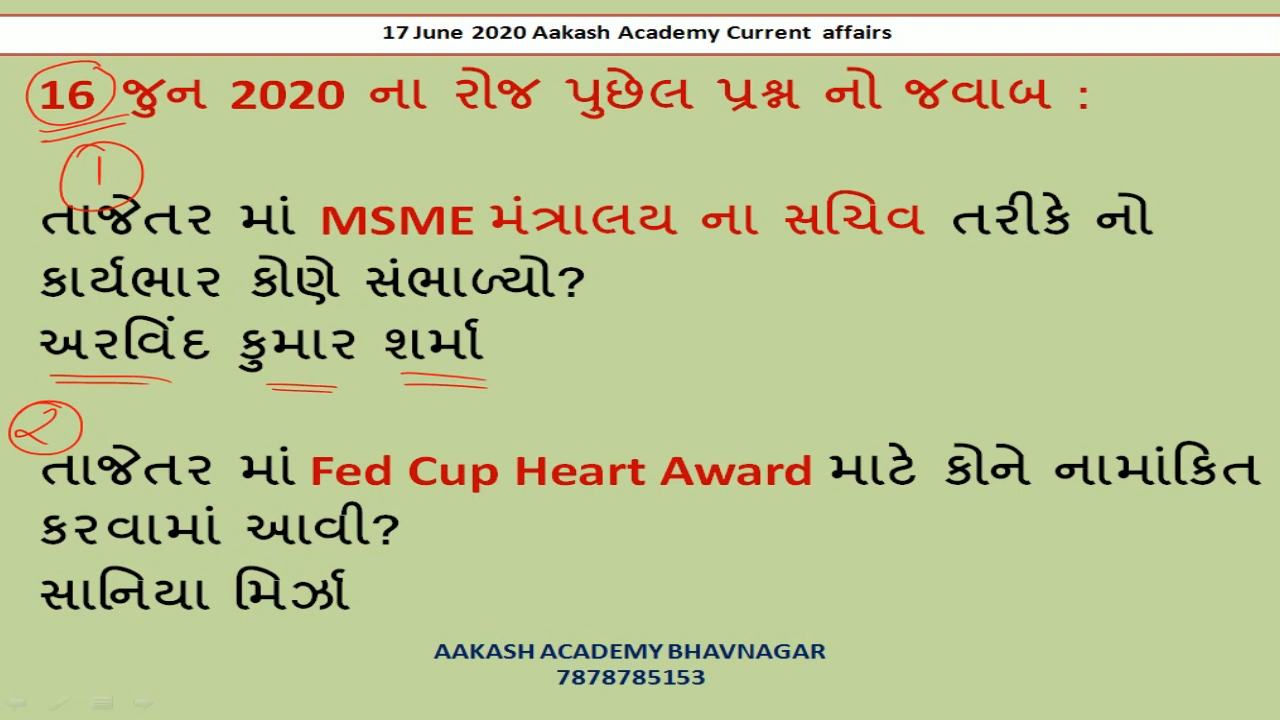 17 June 2020 Aakash Academy Current affairs
16 જુન 2020 ના રોજ પુછેલ પ્રશ્ન નો જવાબ :
1
તાજેતર માં MSME મંત્રાલય ના સચિવ તરીકે નો
કાર્યભાર કોણે સંભાળ્યો?
અરવિંદ કુમાર શર્મા
2
તાજેતર માં Fed Cup Heart Award માટે કોને નામાંકિત
કરવામાં આવી?
સાનિયા મિર્ઝા
AAKASH ACADEMY BHAVNAGAR
7878785153